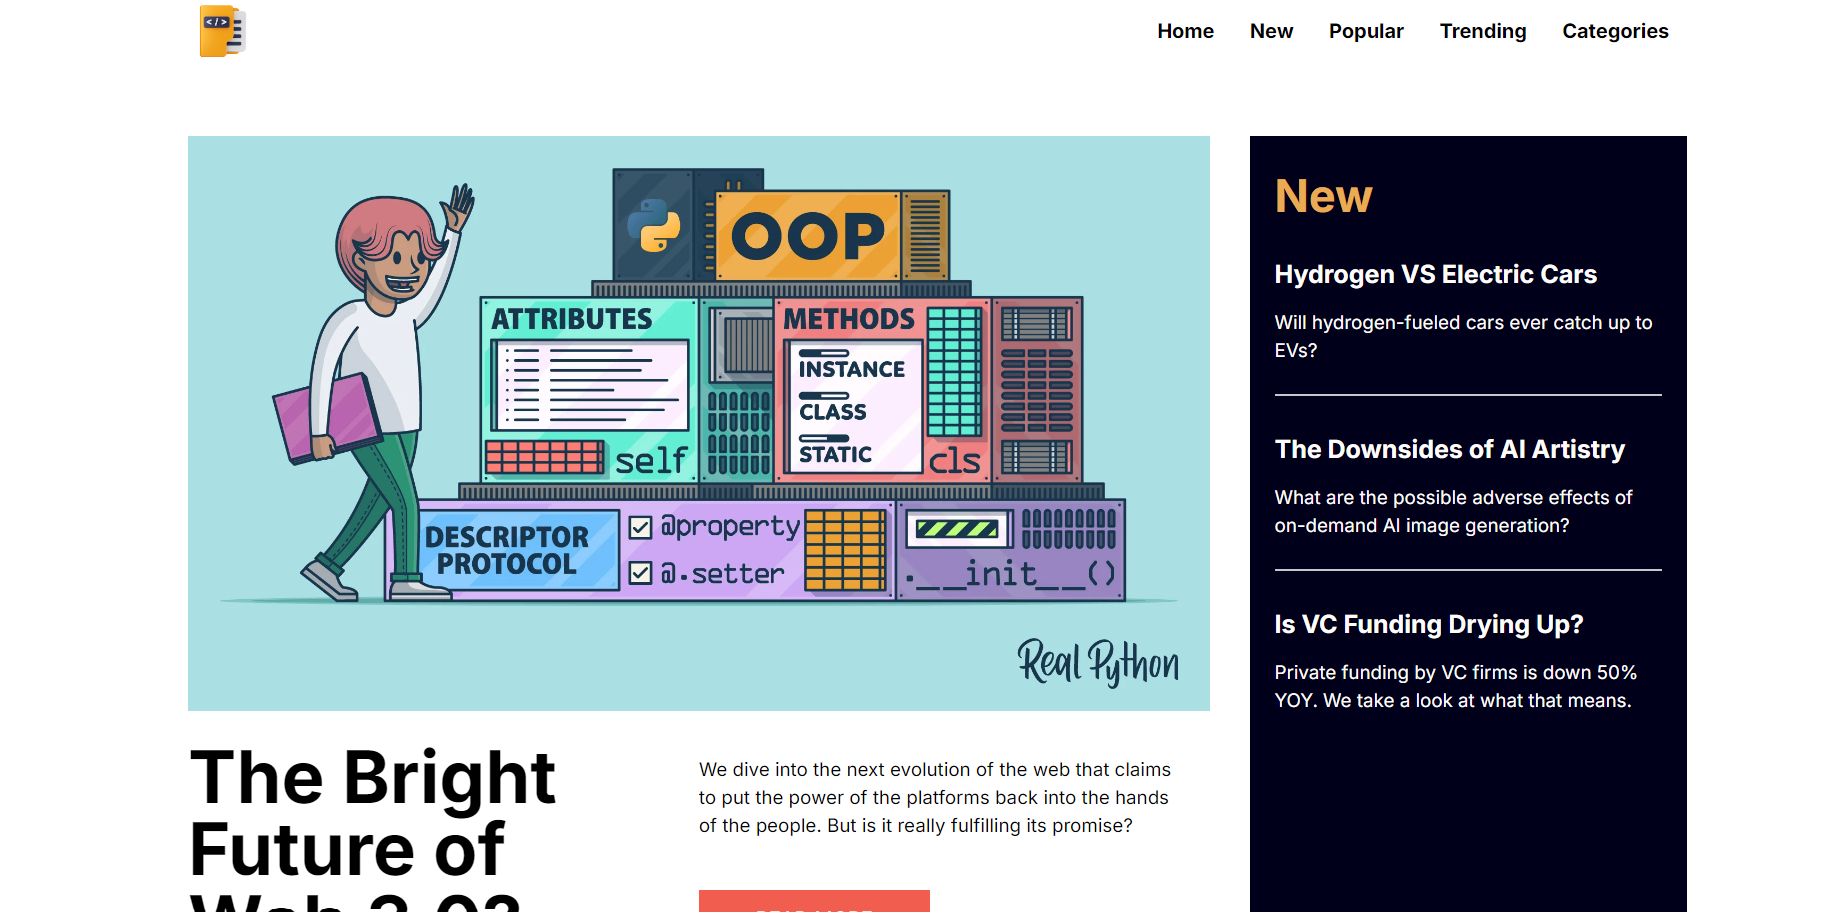 </>
Home New Popular Trending Categories
OOP
ATTRIBUTES
self
METHODS
INSTANCE
CLASS
STATIC
cls
DESCRIPTOR
PROTOCOL
@property
@.setter
.__init__()
Real Python
The Bright
Future of
Web 3.0?
We dive into the next evolution of the web that claims
to put the power of the platforms back into the hands
of the people. But is it really fulfilling its promise?
READ MORE
New
Hydrogen VS Electric Cars
Will hydrogen-fueled cars ever catch up to
EVs?
The Downsides of AI Artistry
What are the possible adverse effects of
on-demand AI image generation?
Is VC Funding Drying Up?
Private funding by VC firms is down 50%
YOY. We take a look at what that means.